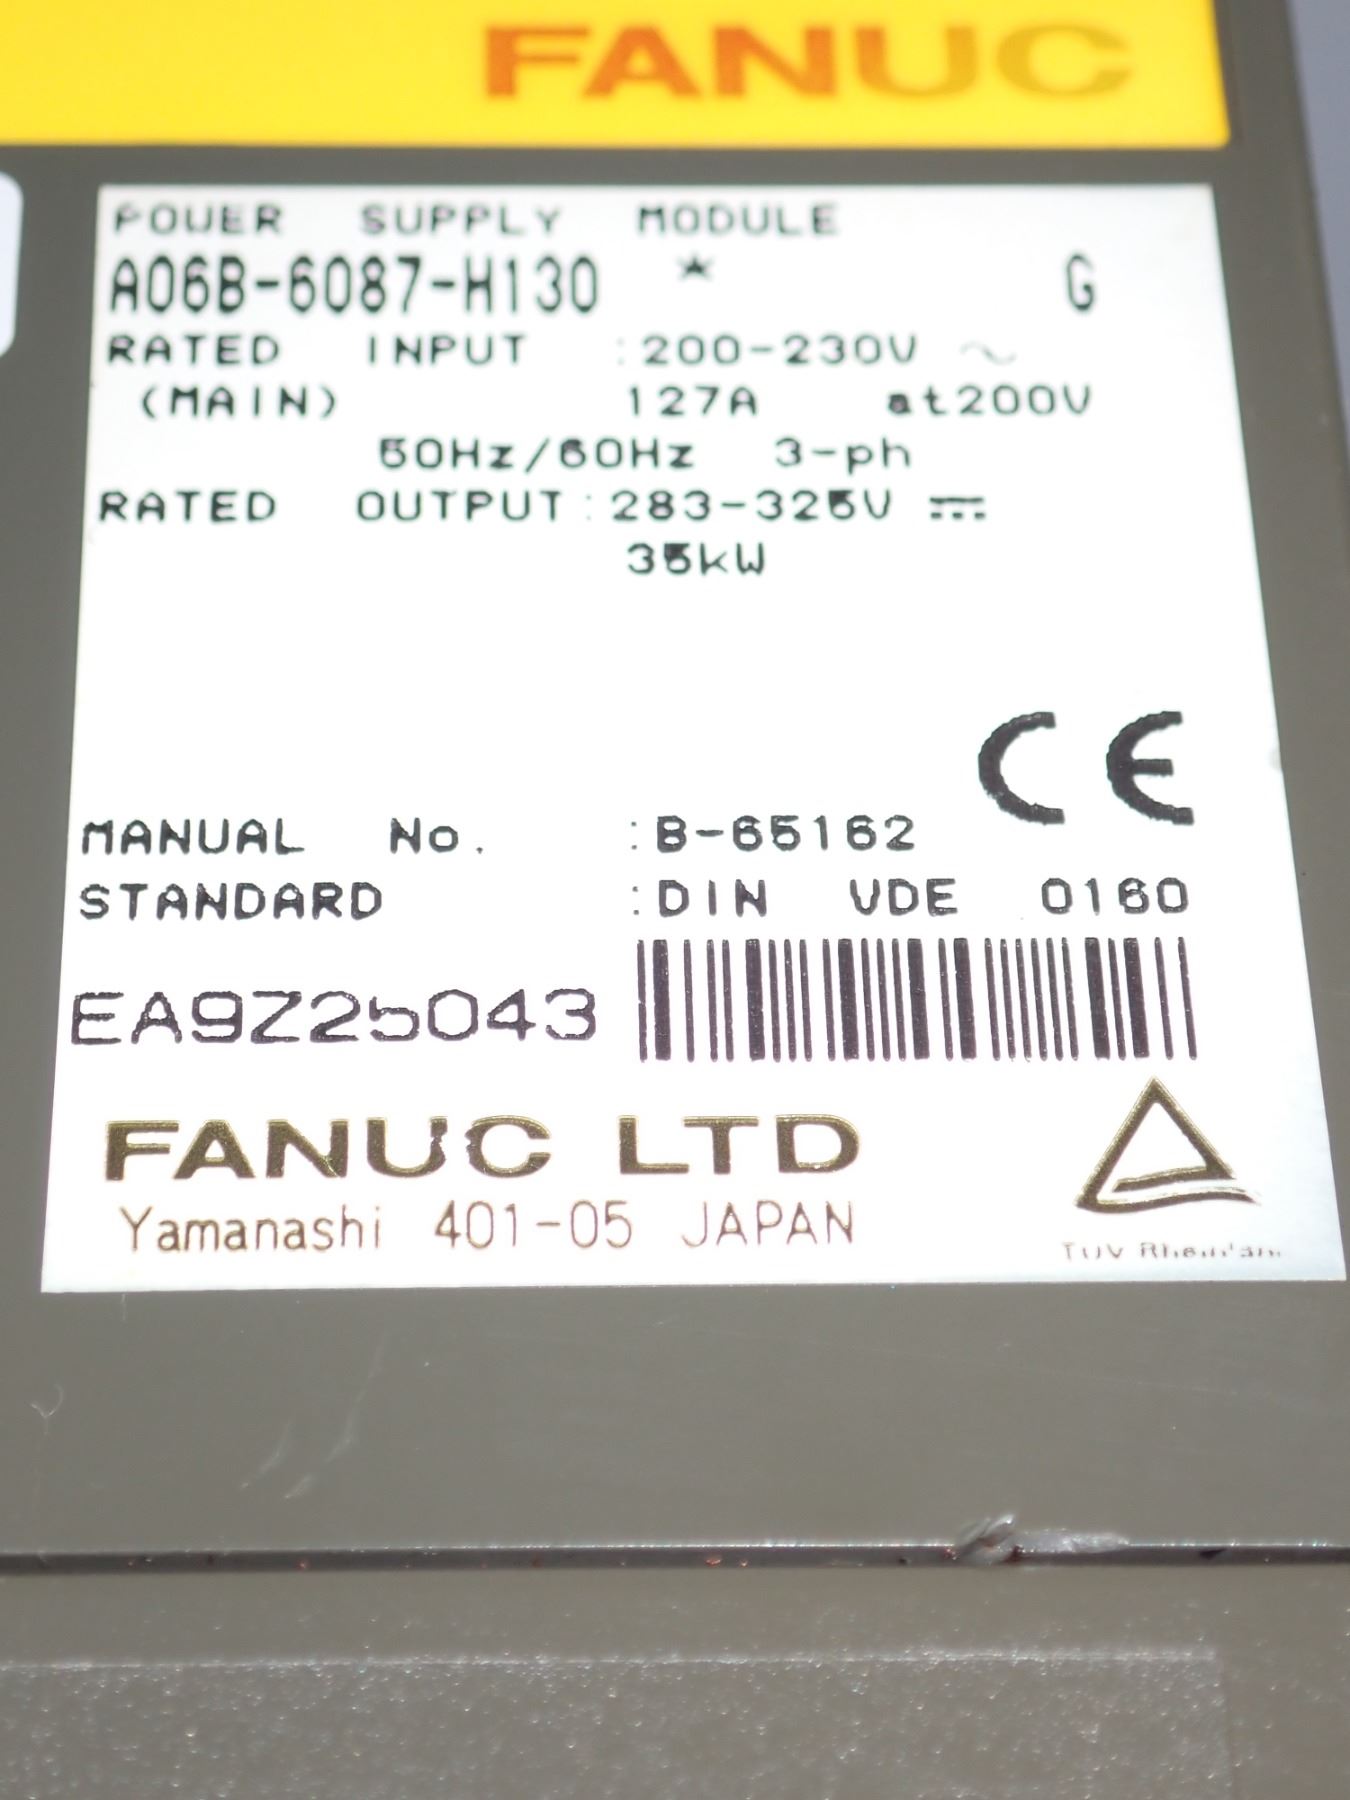 FANUC
POWER SUPPLY MODULE
A06B-6087-H130 * G
RATED INPUT :200-230V ~
(MAIN) 127A at200V
50Hz/60Hz 3-ph
RATED OUTPUT:283-325V ⎓
35kW
CE
MANUAL No. :B-65162
STANDARD :DIN VDE 0160
EA9Z25043
FANUC LTD
Yamanashi 401-05 JAPAN
TUV Rheinland